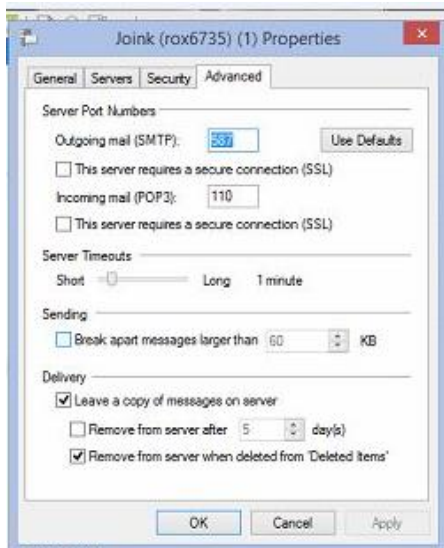 Joink (rox6735) (1) Properties
General Servers Security Advanced
Server Port Numbers
Outgoing mail (SMTP): 587 Use Defaults
This server requires a secure connection (SSL)
Incoming mail (POP3): 110
This server requires a secure connection (SSL)
Server Timeouts
Short Long 1 minute
Sending
Break apart messages larger than 60 KB
Delivery
Leave a copy of messages on server
Remove from server after 5 day(s)
Remove from server when deleted from 'Deleted Items'
OK Cancel Apply